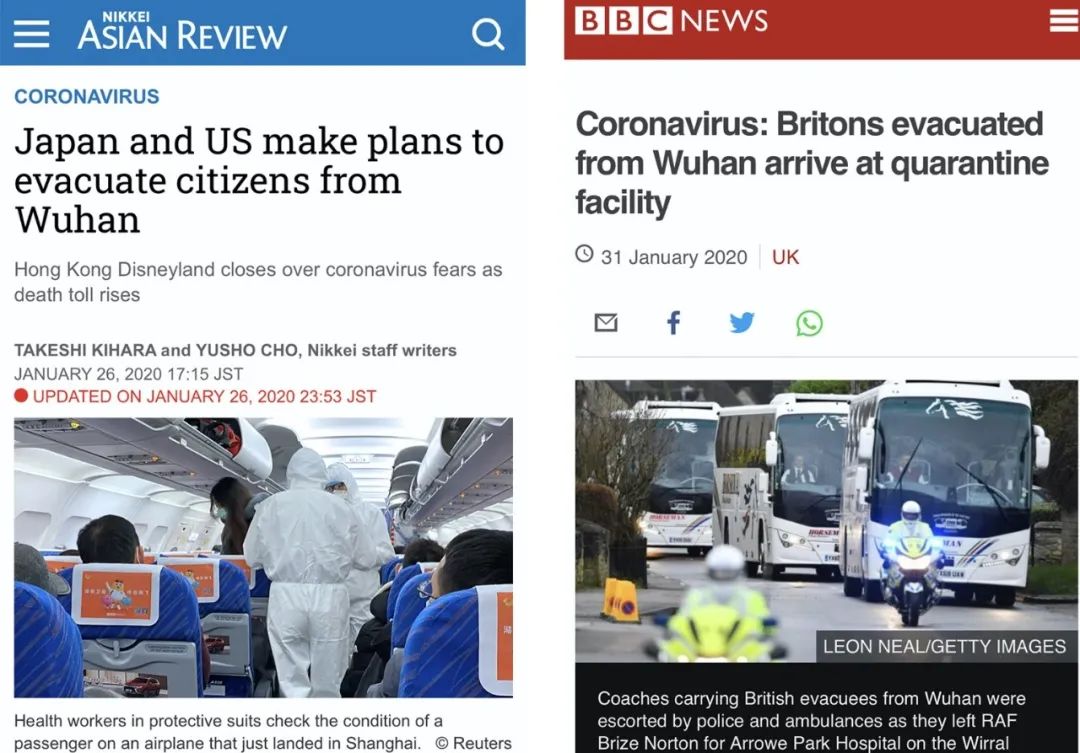 NIKKEI
ASIAN REVIEW
CORONAVIRUS
Japan and US make plans to
evacuate citizens from
Wuhan
Hong Kong Disneyland closes over coronavirus fears as
death toll rises
TAKESHI KIHARA and YUSHO CHO, Nikkei staff writers
JANUARY 26, 2020 17:15 JST
UPDATED ON JANUARY 26, 2020 23:53 JST
Health workers in protective suits check the condition of a
passenger on an airplane that just landed in Shanghai. © Reuters
BBC NEWS
Coronavirus: Britons evacuated
from Wuhan arrive at quarantine
facility
31 January 2020
UK
HORSEMAN
LEON NEAL/GETTY IMAGES
Coaches carrying British evacuees from Wuhan were
escorted by police and ambulances as they left RAF
Brize Norton for Arrowe Park Hospital on the Wirral